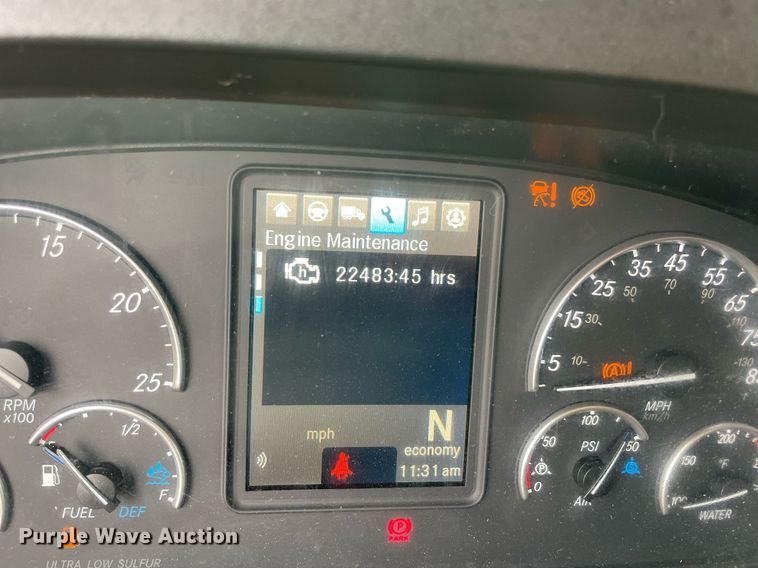 Engine Maintenance
h 22483:45 hrs
mph
N
economy
11:31 am
15
20
25
RPM
x100
1/2
F
FUEL
DEF
ULTRA LOW SULFUR
5
15
25
35
45
55
65
10
30
50
70
90
110
130
MPH
km/h
100
50
PSI
0
AIR
P
PARK
200
150
°F
100
WATER
Purple Wave Auction